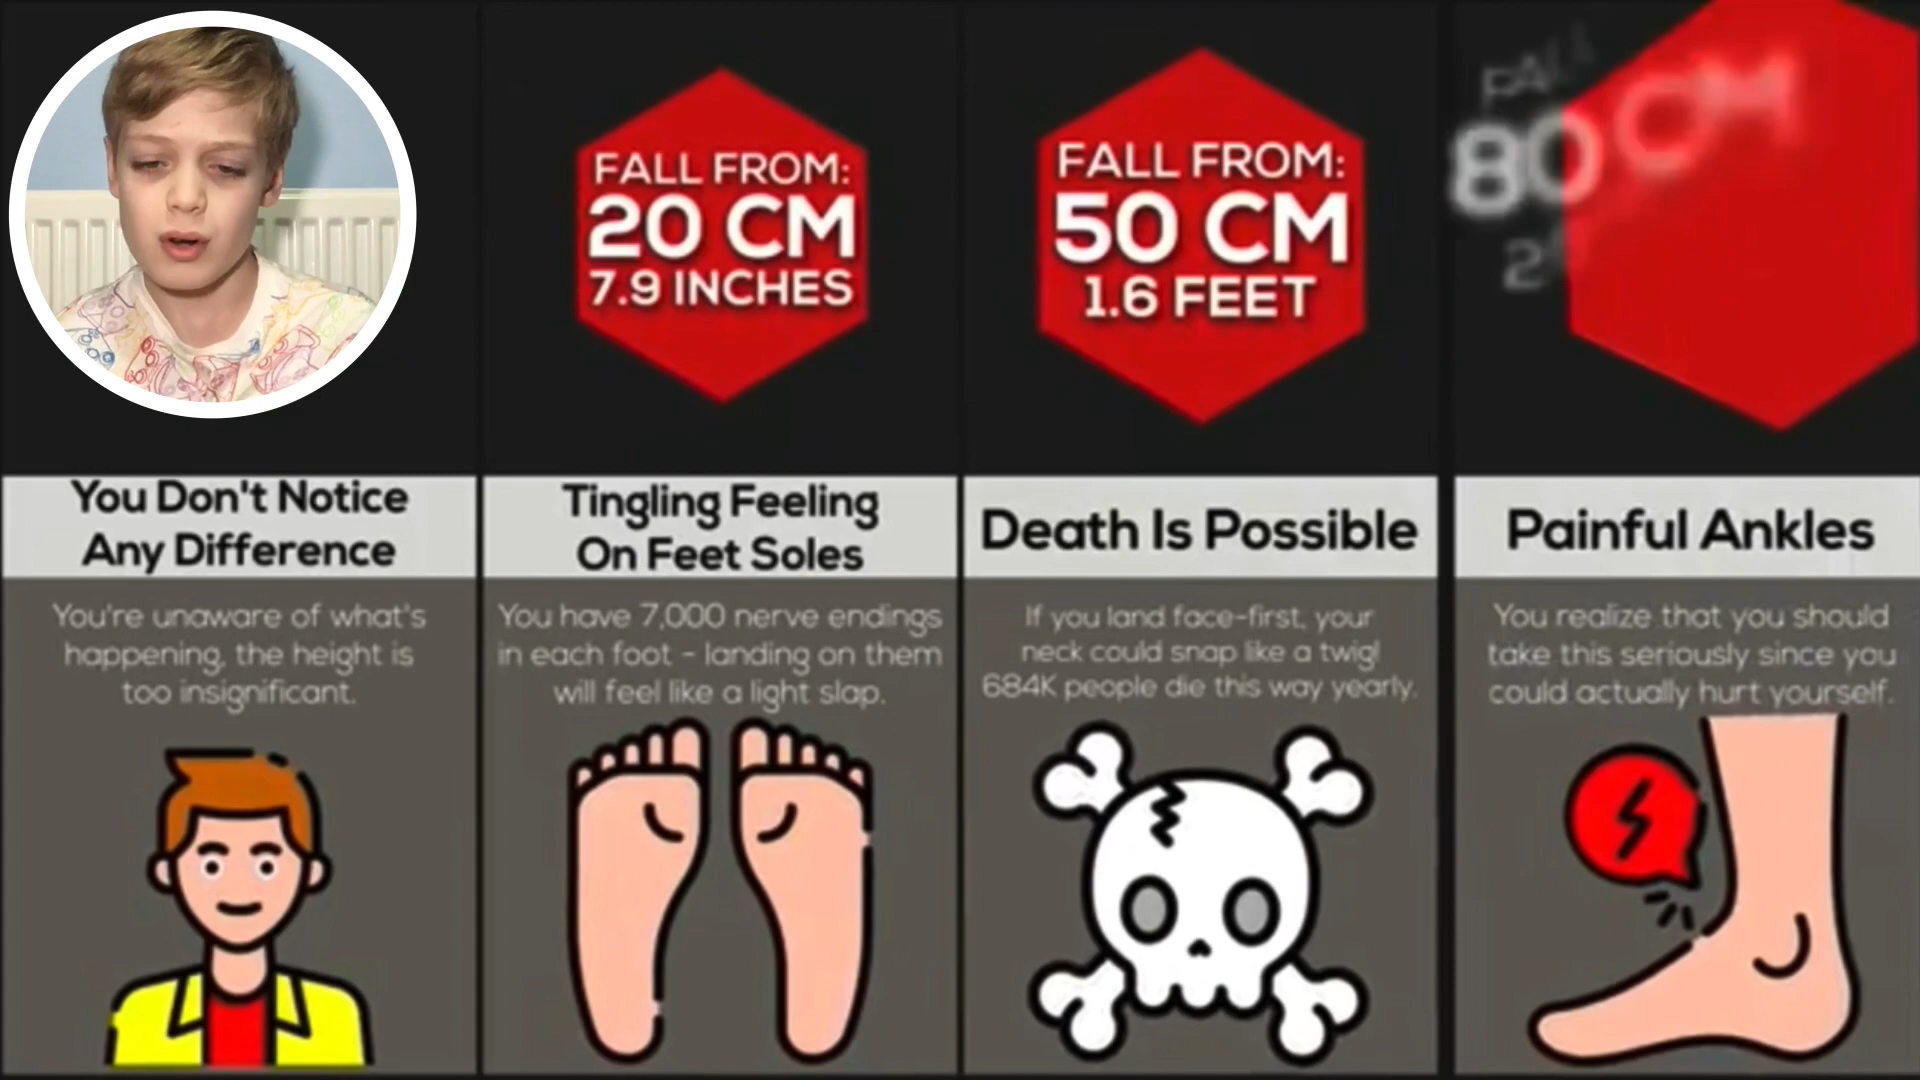 You Don't Notice
Any Difference
You're unaware of what's
happening, the height is
too insignificant.
FALL FROM:
20 CM
7.9 INCHES
Tingling Feeling
On Feet Soles
You have 7,000 nerve endings
in each foot - landing on them
will feel like a light slap.
FALL FROM:
50 CM
1.6 FEET
Death Is Possible
If you land face-first, your
neck could snap like a twig!
684K people die this way yearly.
80 CM
Painful Ankles
You realize that you should
take this seriously since you
could actually hurt yourself.